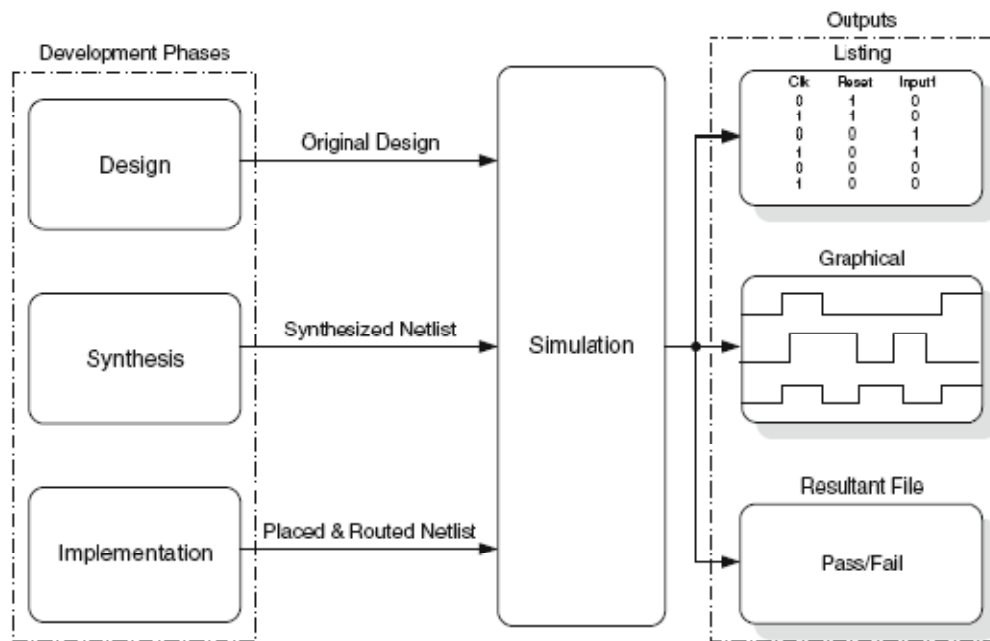 Development Phases
Design
Synthesis
Implementation
Original Design
Synthesized Netlist
Placed & Routed Netlist
Simulation
Outputs
Listing
Clk Reset Input1
0 1 0
1 1 0
0 0 1
1 0 1
0 0 0
1 0 0
Graphical
Resultant File
Pass/Fail